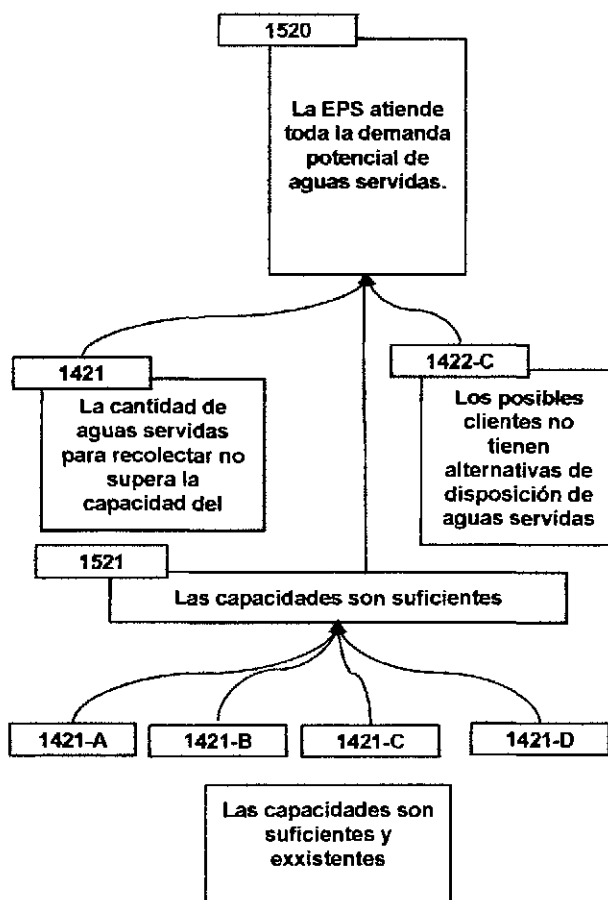 1520
La EPS atiende
toda la demanda
potencial de
aguas servidas.
1421
La cantidad de
aguas servidas
para recolectar no
supera la
capacidad del
1422-C
Los posibles
clientes no
tienen
alternativas de
disposición de
aguas servidas
1521
Las capacidades son suficientes
1421-A
1421-B
1421-C
1421-D
Las capacidades son
suficientes y
exxistentes